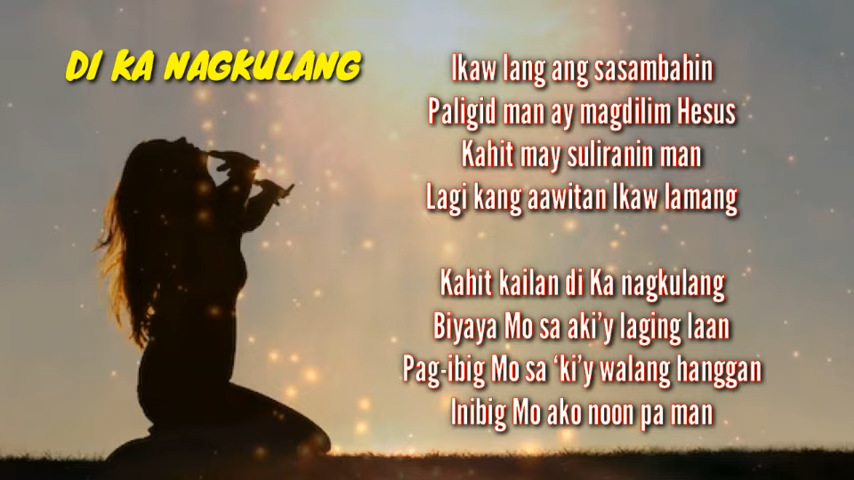 DI KA NAGKULANG
Ikaw lang ang sasambahin
Paligid man ay magdilim Hesus
Kahit may suliranin man
Lagi kang aawitan Ikaw lamang
Kahit kailan di Ka nagkulang
Biyaya Mo sa aki’y laging laan
Pag-ibig Mo sa ‘ki’y walang hanggan
Inibig Mo ako noon pa man